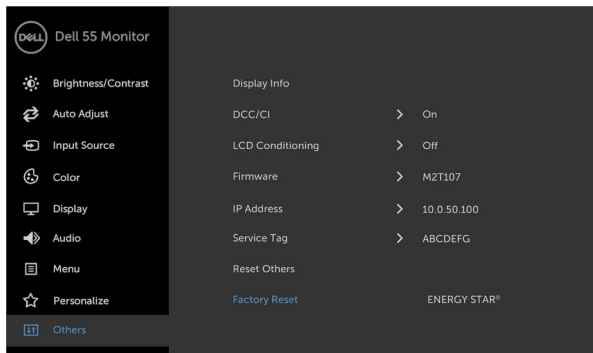 DELL Dell 55 Monitor
Brightness/Contrast
Display Info
Auto Adjust
DCC/CI > On
Input Source
LCD Conditioning > Off
Color
Firmware > M2T107
Display
IP Address > 10.0.50.100
Audio
Service Tag > ABCDEFG
Menu
Reset Others
Personalize
Factory Reset ENERGY STAR®
Others